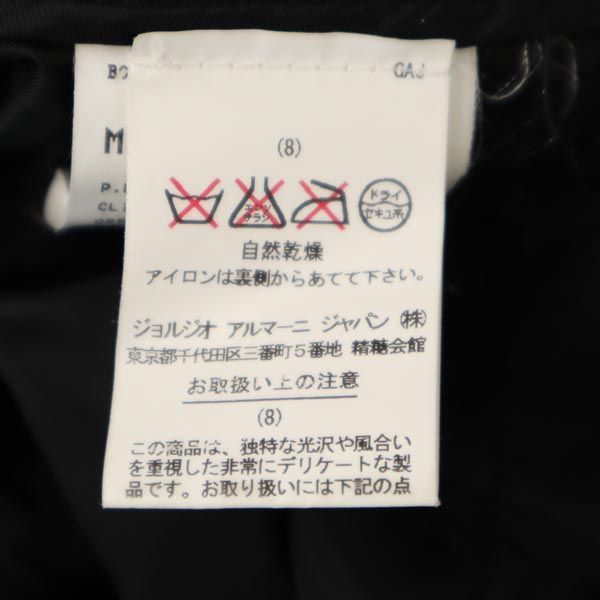 BO
GAJ
M
P.
CL
(8)
エンソ
サラシ
ドライ
セキユ系
自然乾燥
アイロンは裏側からあてて下さい。
ジョルジオ アルマーニ ジャパン (株)
東京都千代田区三番町5番地 精糖会館
お取扱い上の注意
(8)
この商品は、独特な光沢や風合い
を重視した非常にデリケートな製
品です。お取り扱いには下記の点